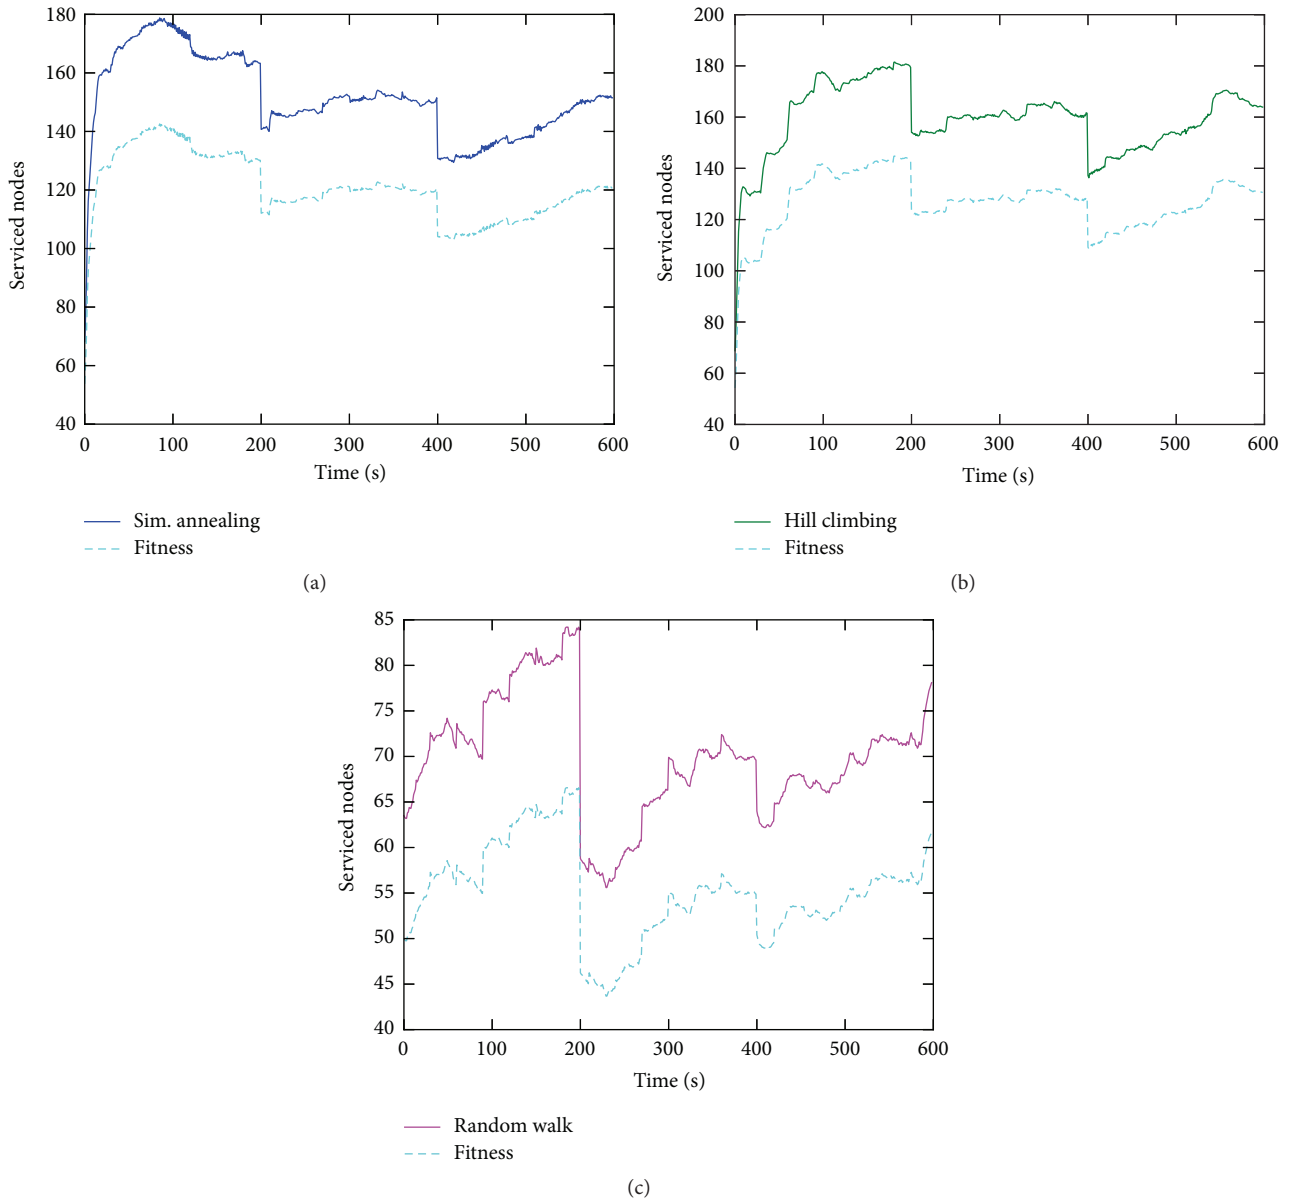 180
160
140
120
100
80
60
40
Serviced nodes
0 100 200 300 400 500 600
Time (s)
Sim. annealing
Fitness
(a)
200
180
160
140
120
100
80
60
40
Serviced nodes
0 100 200 300 400 500 600
Time (s)
Hill climbing
Fitness
(b)
85
80
75
70
65
60
55
50
45
40
Serviced nodes
0 100 200 300 400 500 600
Time (s)
Random walk
Fitness
(c)